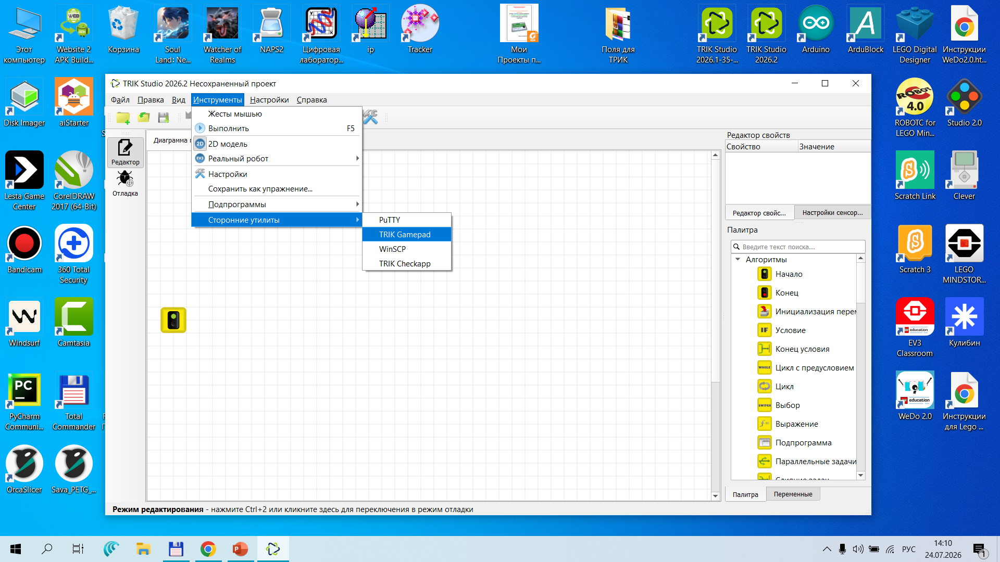 Этот
компьютер
Website 2
APK Build...
Корзина
Soul
Land: Ne...
Watcher of
Realms
NAPS2
Цифровая
лаборатор...
ip
Tracker
Мои
Проекты п...
Поля для
ТРИК
TRIK Studio
2026.1-35-...
TRIK Studio
2026.2
Arduino
ArduBlock
LEGO Digital
Designer
Инструкции
WeDo2.0.ht...
Disk Imager
aiStarter
ROBOTC for
LEGO Min...
Studio 2.0
Lesta Game
Center
CorelDRAW
2017 (64-Bit)
Scratch Link
Clever
Bandicam
360 Total
Security
Scratch 3
LEGO
MINDSTOR...
Windsurf
Camtasia
EV3
Classroom
Кулибин
PyCharm
Communi...
Total
Commander
WeDo 2.0
Инструкции
для Lego ...
OrcaSlicer
Sava_PETG_...
TRIK Studio 2026.2 Несохраненный проект
Файл Правка Вид Инструменты Настройки Справка
Жесты мышью
Выполнить F5
2D модель
Реальный робот
Настройки
Сохранить как упражнение...
Подпрограммы
Сторонние утилиты
PuTTY
TRIK Gamepad
WinSCP
TRIK Checkapp
Редактор
Отладка
Диаграмма
Редактор свойств
Свойство Значение
Редактор свойс... Настройки сенсор...
Палитра
Введите текст поиска...
Алгоритмы
Начало
Конец
Инициализация перем
Условие
Конец условия
Цикл с предусловием
Цикл
Выбор
Выражение
Подпрограмма
Параллельные задачи
Палитра Переменные
Режим редактирования - нажмите Ctrl+2 или кликните здесь для переключения в режим отладки
РУС
14:10
24.07.2026
1